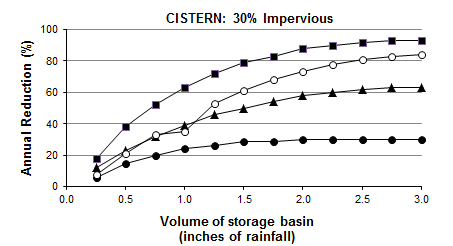 CISTERN: 30% Impervious
Annual Reduction (%)
100
80
60
40
20
0
0.0 0.5 1.0 1.5 2.0 2.5 3.0
Volume of storage basin
(inches of rainfall)